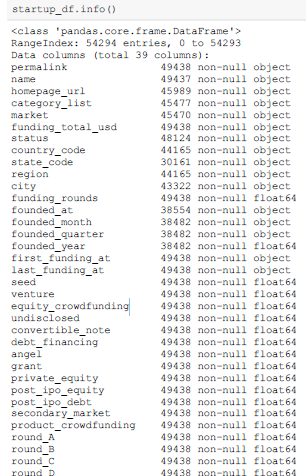 startup_df.info()
<class 'pandas.core.frame.DataFrame'>
RangeIndex: 54294 entries, 0 to 54293
Data columns (total 39 columns):
permalink 49438 non-null object
name 49437 non-null object
homepage_url 45989 non-null object
category_list 45477 non-null object
market 45470 non-null object
funding_total_usd 49438 non-null object
status 48124 non-null object
country_code 44165 non-null object
state_code 30161 non-null object
region 44165 non-null object
city 43322 non-null object
funding_rounds 49438 non-null float64
founded_at 38554 non-null object
founded_month 38482 non-null object
founded_quarter 38482 non-null object
founded_year 38482 non-null float64
first_funding_at 49438 non-null object
last_funding_at 49438 non-null object
seed 49438 non-null float64
venture 49438 non-null float64
equity_crowdfunding 49438 non-null float64
undisclosed 49438 non-null float64
convertible_note 49438 non-null float64
debt_financing 49438 non-null float64
angel 49438 non-null float64
grant 49438 non-null float64
private_equity 49438 non-null float64
post_ipo_equity 49438 non-null float64
post_ipo_debt 49438 non-null float64
secondary_market 49438 non-null float64
product_crowdfunding 49438 non-null float64
round_A 49438 non-null float64
round_B 49438 non-null float64
round_C 49438 non-null float64
round_D 49438 non-null float64